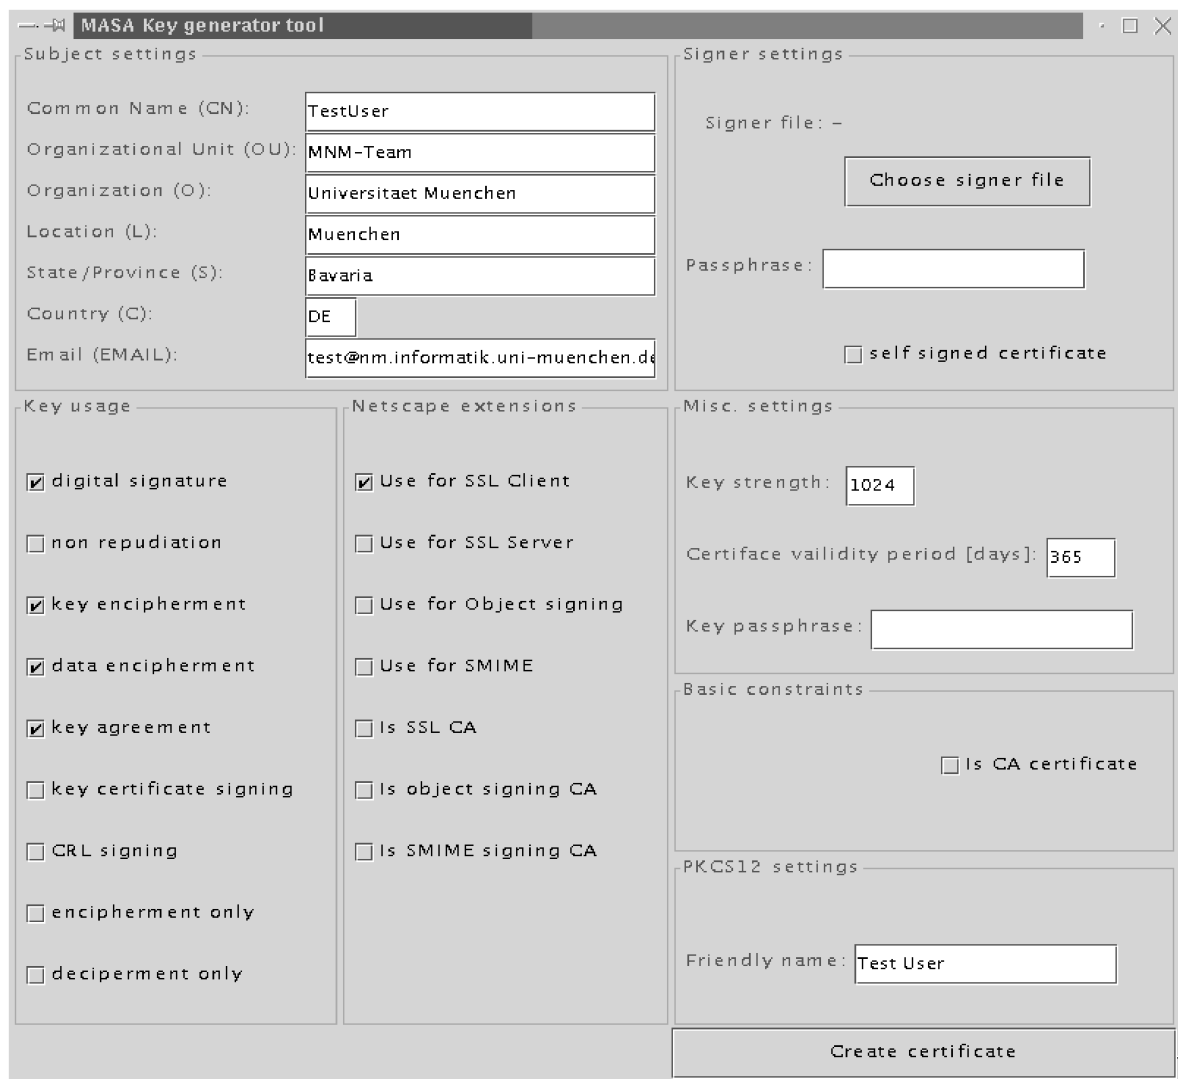 MASA Key generator tool
Subject settings
Common Name (CN): TestUser
Organizational Unit (OU): MNM-Team
Organization (O): Universitaet Muenchen
Location (L): Muenchen
State/Province (S): Bavaria
Country (C): DE
Email (EMAIL): test@nm.informatik.uni-muenchen.de
Signer settings
Signer file: -
Choose signer file
Passphrase:
self signed certificate
Key usage
digital signature
non repudiation
key encipherment
data encipherment
key agreement
key certificate signing
CRL signing
encipherment only
deciperment only
Netscape extensions
Use for SSL Client
Use for SSL Server
Use for Object signing
Use for SMIME
Is SSL CA
Is object signing CA
Is SMIME signing CA
Misc. settings
Key strength: 1024
Certiface vailidity period [days]: 365
Key passphrase:
Basic constraints
Is CA certificate
PKCS12 settings
Friendly name: Test User
Create certificate